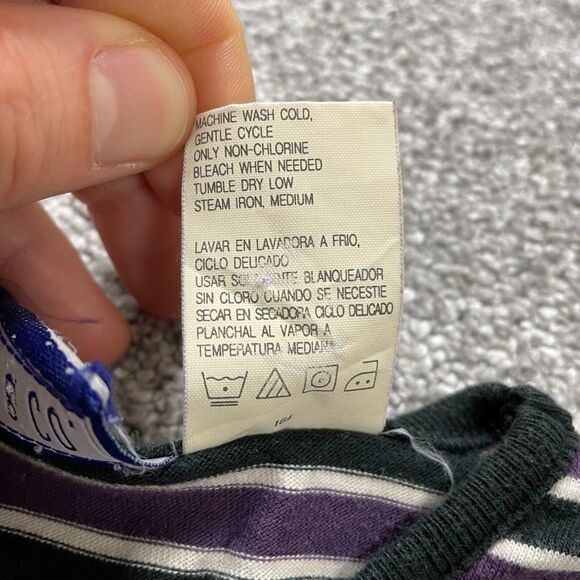 MACHINE WASH COLD,
GENTLE CYCLE
ONLY NON-CHLORINE
BLEACH WHEN NEEDED
TUMBLE DRY LOW
STEAM IRON, MEDIUM
LAVAR EN LAVADORA A FRIO,
CICLO DELICADO
USAR SOLAMENTE BLANQUEADOR
SIN CLORO CUANDO SE NECESTIE
SECAR EN SECADORA CICLO DELICADO
PLANCHAL AL VAPOR A
TEMPERATURA MEDIANA
CO.